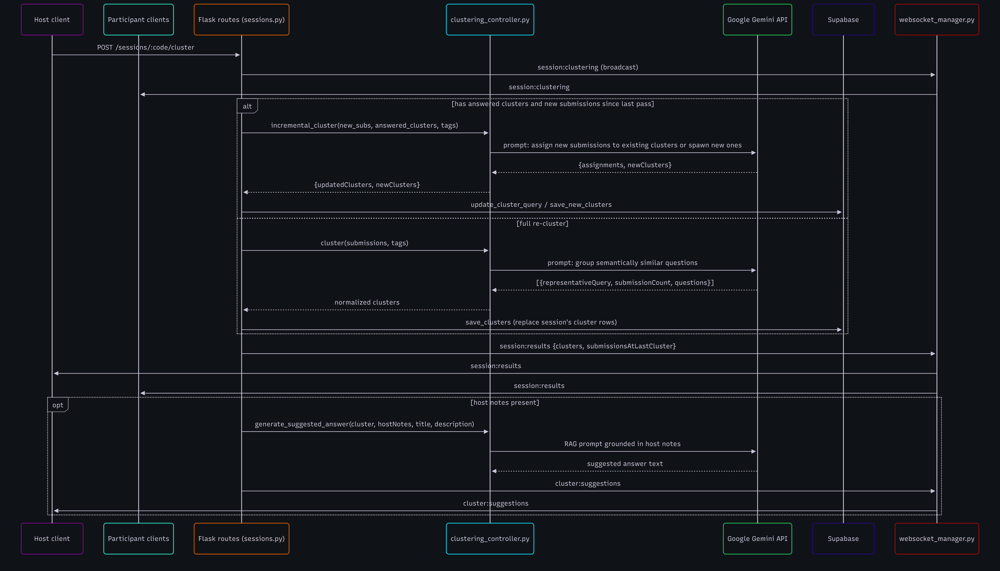 Host client
Participant clients
Flask routes (sessions.py)
clustering_controller.py
Google Gemini API
Supabase
websocket_manager.py
POST /sessions/:code/cluster
session:clustering (broadcast)
session:clustering
alt
[has answered clusters and new submissions since last pass]
incremental_cluster(new_subs, answered_clusters, tags)
prompt: assign new submissions to existing clusters or spawn new ones
{assignments, newClusters}
{updatedClusters, newClusters}
update_cluster_query / save_new_clusters
[full re-cluster]
cluster(submissions, tags)
prompt: group semantically similar questions
[{representativeQuery, submissionCount, questions}]
normalized clusters
save_clusters (replace session's cluster rows)
session:results {clusters, submissionsAtLastCluster}
session:results
session:results
opt
[host notes present]
generate_suggested_answer(cluster, hostNotes, title, description)
RAG prompt grounded in host notes
suggested answer text
cluster:suggestions
cluster:suggestions
Host client
Participant clients
Flask routes (sessions.py)
clustering_controller.py
Google Gemini API
Supabase
websocket_manager.py